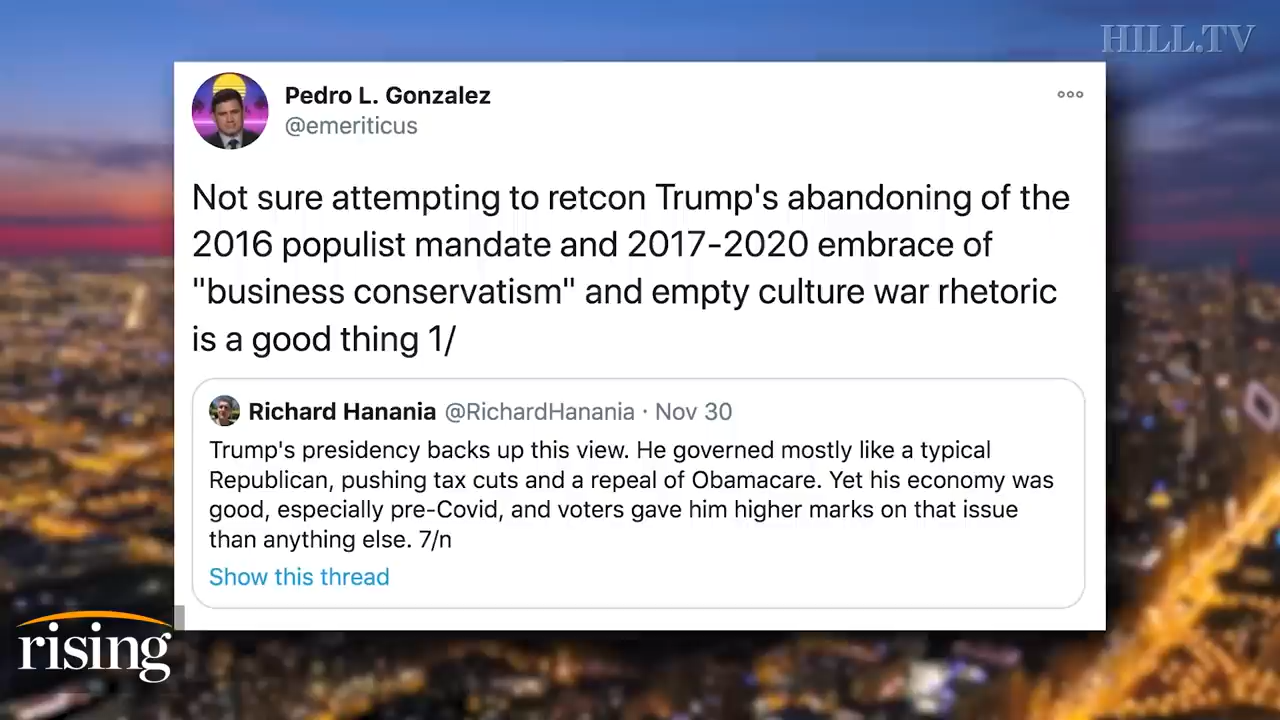 HILL.TV
Pedro L. Gonzalez
@emeriticus
Not sure attempting to retcon Trump's abandoning of the
2016 populist mandate and 2017-2020 embrace of
"business conservatism" and empty culture war rhetoric
is a good thing 1/
Richard Hanania @RichardHanania · Nov 30
Trump's presidency backs up this view. He governed mostly like a typical
Republican, pushing tax cuts and a repeal of Obamacare. Yet his economy was
good, especially pre-Covid, and voters gave him higher marks on that issue
than anything else. 7/n
Show this thread
rising